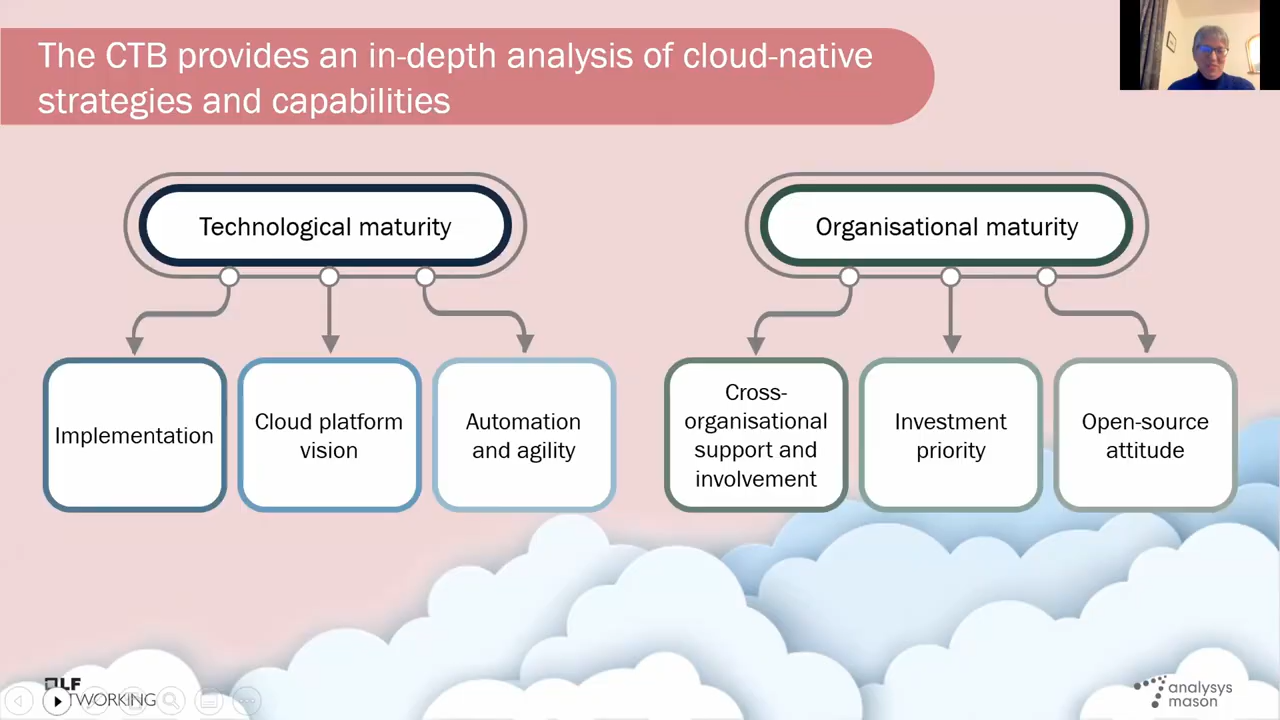 The CTB provides an in-depth analysis of cloud-native
strategies and capabilities
Technological maturity
Organisational maturity
Implementation
Cloud platform
vision
Automation
and agility
Cross-
organisational
support and
involvement
Investment
priority
Open-source
attitude
LF
TWORKING
analysys
mason